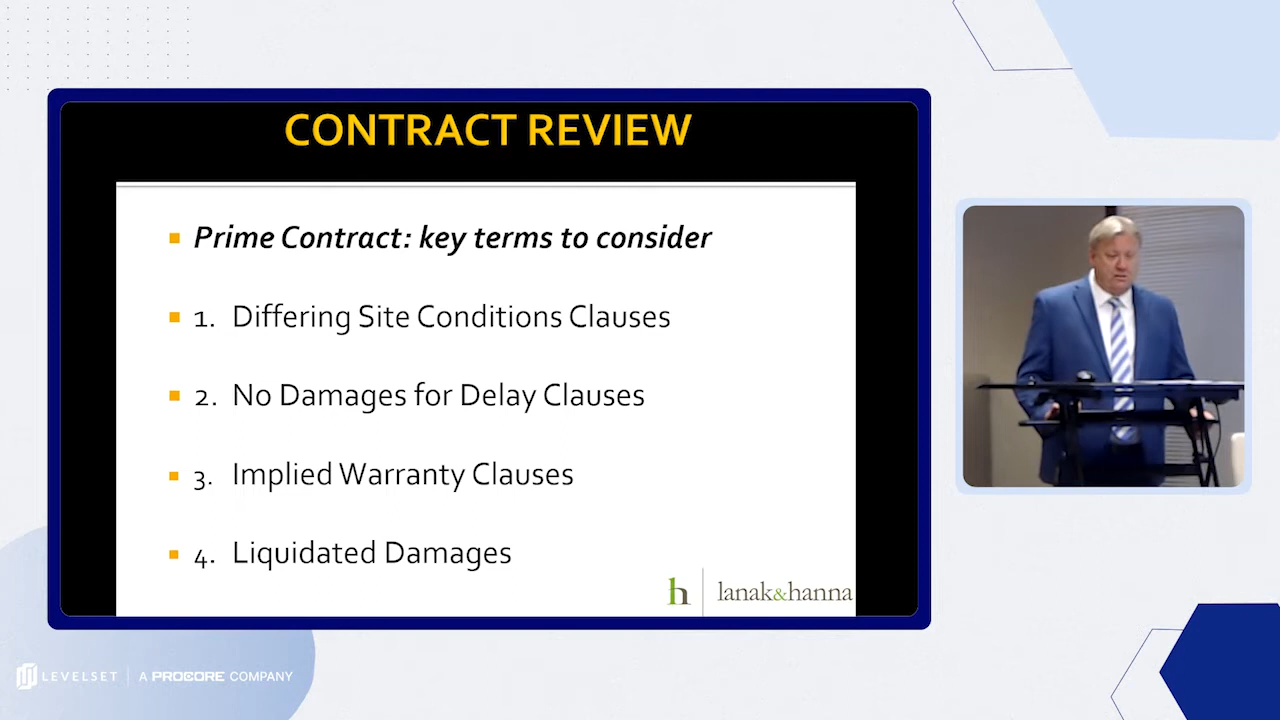 CONTRACT REVIEW
Prime Contract: key terms to consider
1. Differing Site Conditions Clauses
2. No Damages for Delay Clauses
3. Implied Warranty Clauses
4. Liquidated Damages
h lanak&hanna
LEVELSET | A PROCORE COMPANY